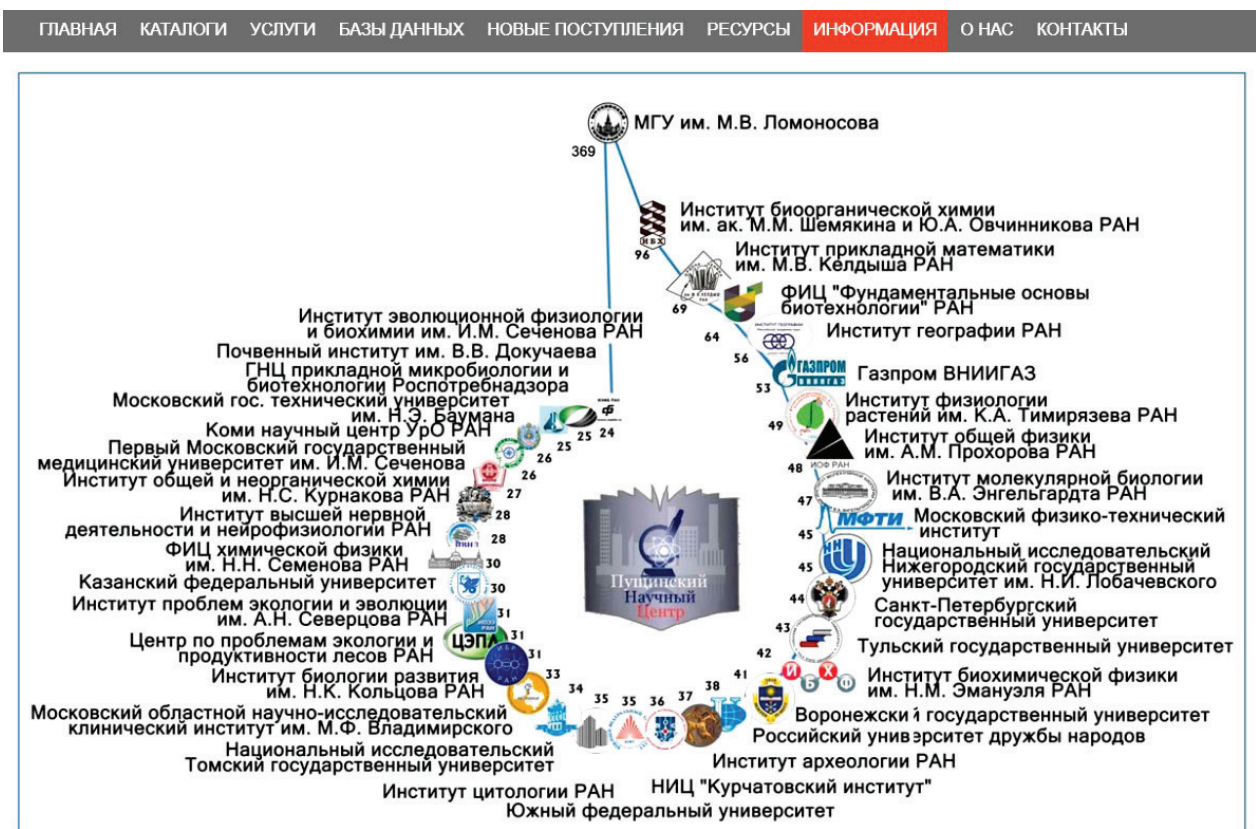 ГЛАВНАЯ КАТАЛОГИ УСЛУГИ БАЗЫ ДАННЫХ НОВЫЕ ПОСТУПЛЕНИЯ РЕСУРСЫ ИНФОРМАЦИЯ О НАС КОНТАКТЫ
МГУ им. М.В. Ломоносова
369
Институт биоорганической химии
им. ак. М.М. Шемякина и Ю.А. Овчинникова РАН
ИБХ
96
Институт прикладной математики
им. М.В. Келдыша РАН
69
ФИЦ "Фундаментальные основы
биотехнологии" РАН
64
Институт географии РАН
56
ГАЗПРОМ
ВНИИГАЗ
Газпром ВНИИГАЗ
53
Институт физиологии
растений им. К.А. Тимирязева РАН
49
Институт общей физики
им. А.М. Прохорова РАН
ИОФ РАН
48
Институт молекулярной биологии
им. В.А. Энгельгардта РАН
47
МФТИ
Московский физико-технический
институт
45
Национальный исследовательский
Нижегородский государственный
университет им. Н.И. Лобачевского
45
Санкт-Петербургский
государственный университет
44
Тульский государственный университет
43
ИБХФ
Институт биохимической физики
им. Н.М. Эмануэля РАН
42
Воронежский государственный университет
41
Российский университет дружбы народов
38
Институт археологии РАН
37
НИЦ "Курчатовский институт"
36
Южный федеральный университет
35
Институт цитологии РАН
35
Национальный исследовательский
Томский государственный университет
34
Московский областной научно-исследовательский
клинический институт им. М.Ф. Владимирского
33
Институт биологии развития
им. Н.К. Кольцова РАН
31
Центр по проблемам экологии и
продуктивности лесов РАН
ЦЭПЛ
31
Институт проблем экологии и эволюции
им. А.Н. Северцова РАН
31
Казанский федеральный университет
30
ФИЦ химической физики
им. Н.Н. Семенова РАН
30
Институт высшей нервной
деятельности и нейрофизиологии РАН
28
Институт общей и неорганической химии
им. Н.С. Курнакова РАН
28
Первый Московский государственный
медицинский университет им. И.М. Сеченова
27
Коми научный центр УрО РАН
26
Московский гос. технический университет
им. Н.Э. Баумана
26
ГНЦ прикладной микробиологии и
биотехнологии Роспотребнадзора
25
Почвенный институт им. В.В. Докучаева
25
Институт эволюционной физиологии
и биохимии им. И.М. Сеченова РАН
24
Пущинский
Научный
Центр